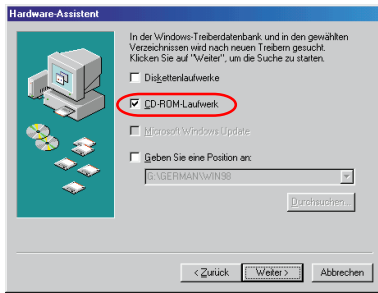 Hardware-Assistent
In der Windows-Treiberdatenbank und in den gewählten
Verzeichnissen wird nach neuen Treibern gesucht.
Klicken Sie auf "Weiter", um die Suche zu starten.
Diskettenlaufwerke
CD-ROM-Laufwerk
Microsoft Windows Update
Geben Sie eine Position an:
G:\GERMAN\WIN98
Durchsuchen...
< Zurück
Weiter >
Abbrechen